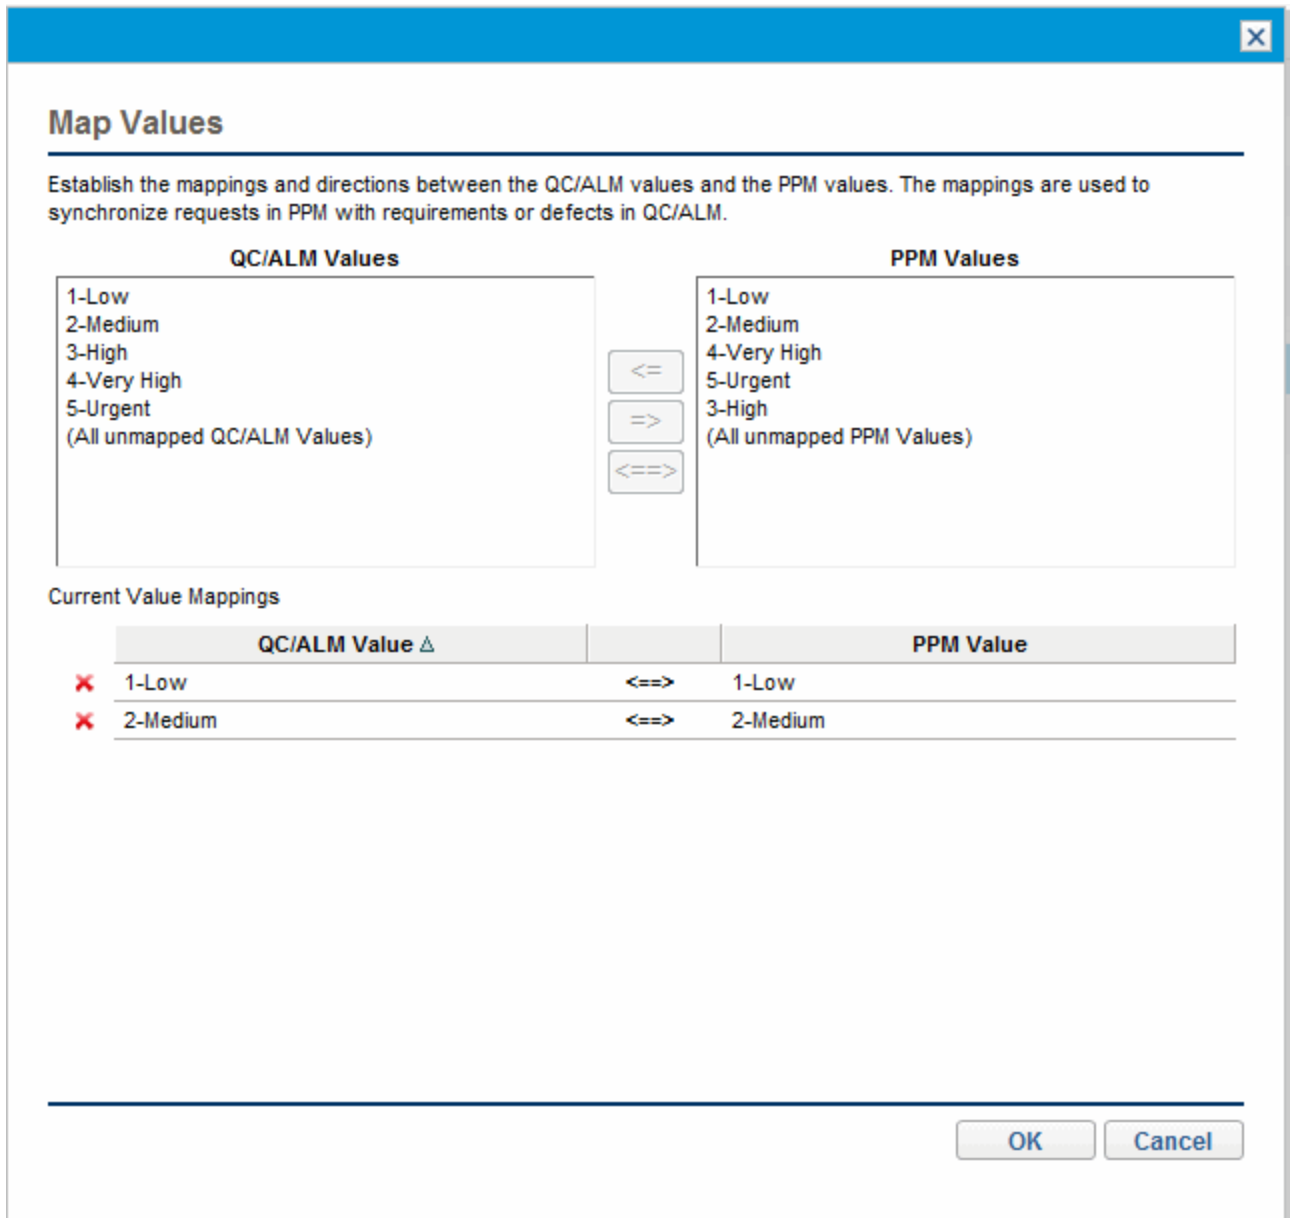 Map Values
Establish the mappings and directions between the QC/ALM values and the PPM values. The mappings are used to
synchronize requests in PPM with requirements or defects in QC/ALM.
QC/ALM Values
1-Low
2-Medium
3-High
4-Very High
5-Urgent
(All unmapped QC/ALM Values)
<=
=>
<==>
PPM Values
1-Low
2-Medium
4-Very High
5-Urgent
3-High
(All unmapped PPM Values)
Current Value Mappings
QC/ALM Value PPM Value
1-Low <==> 1-Low
2-Medium <==> 2-Medium
OK Cancel